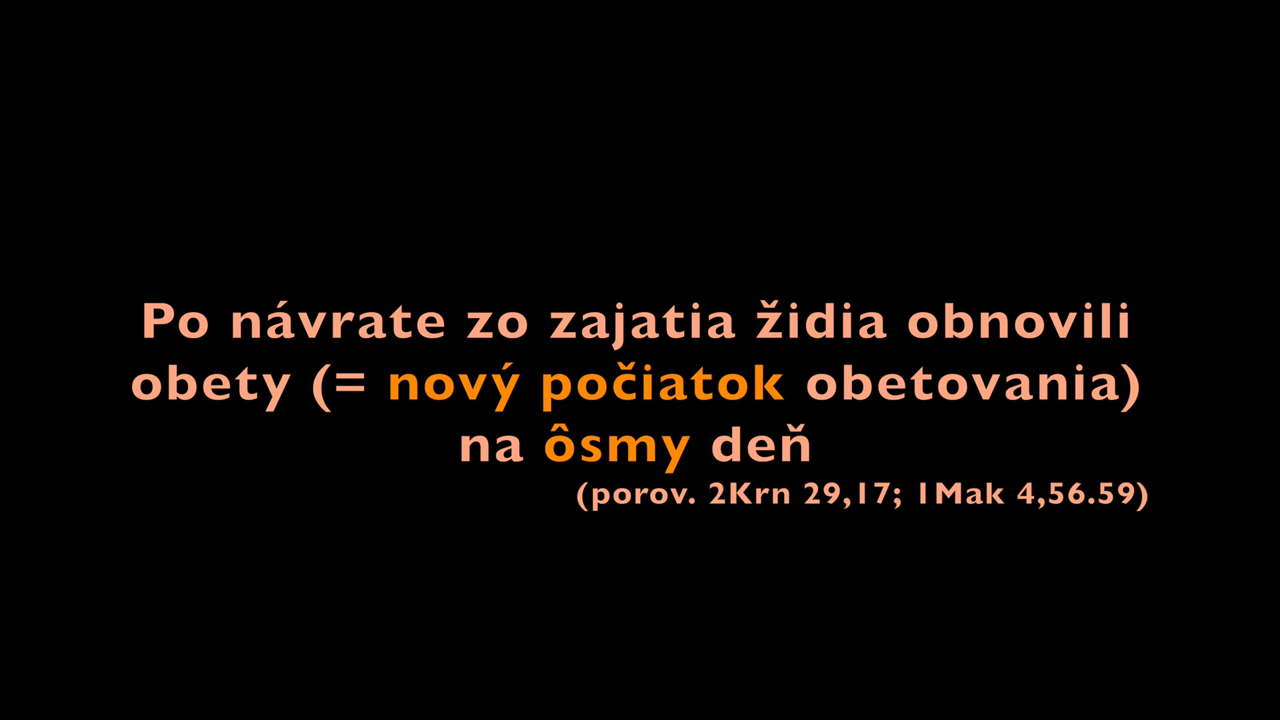 Po návrate zo zajatia židia obnovili
obety (= nový počiatok obetovania)
na ôsmy deň
(porov. 2Krn 29,17; 1Mak 4,56.59)